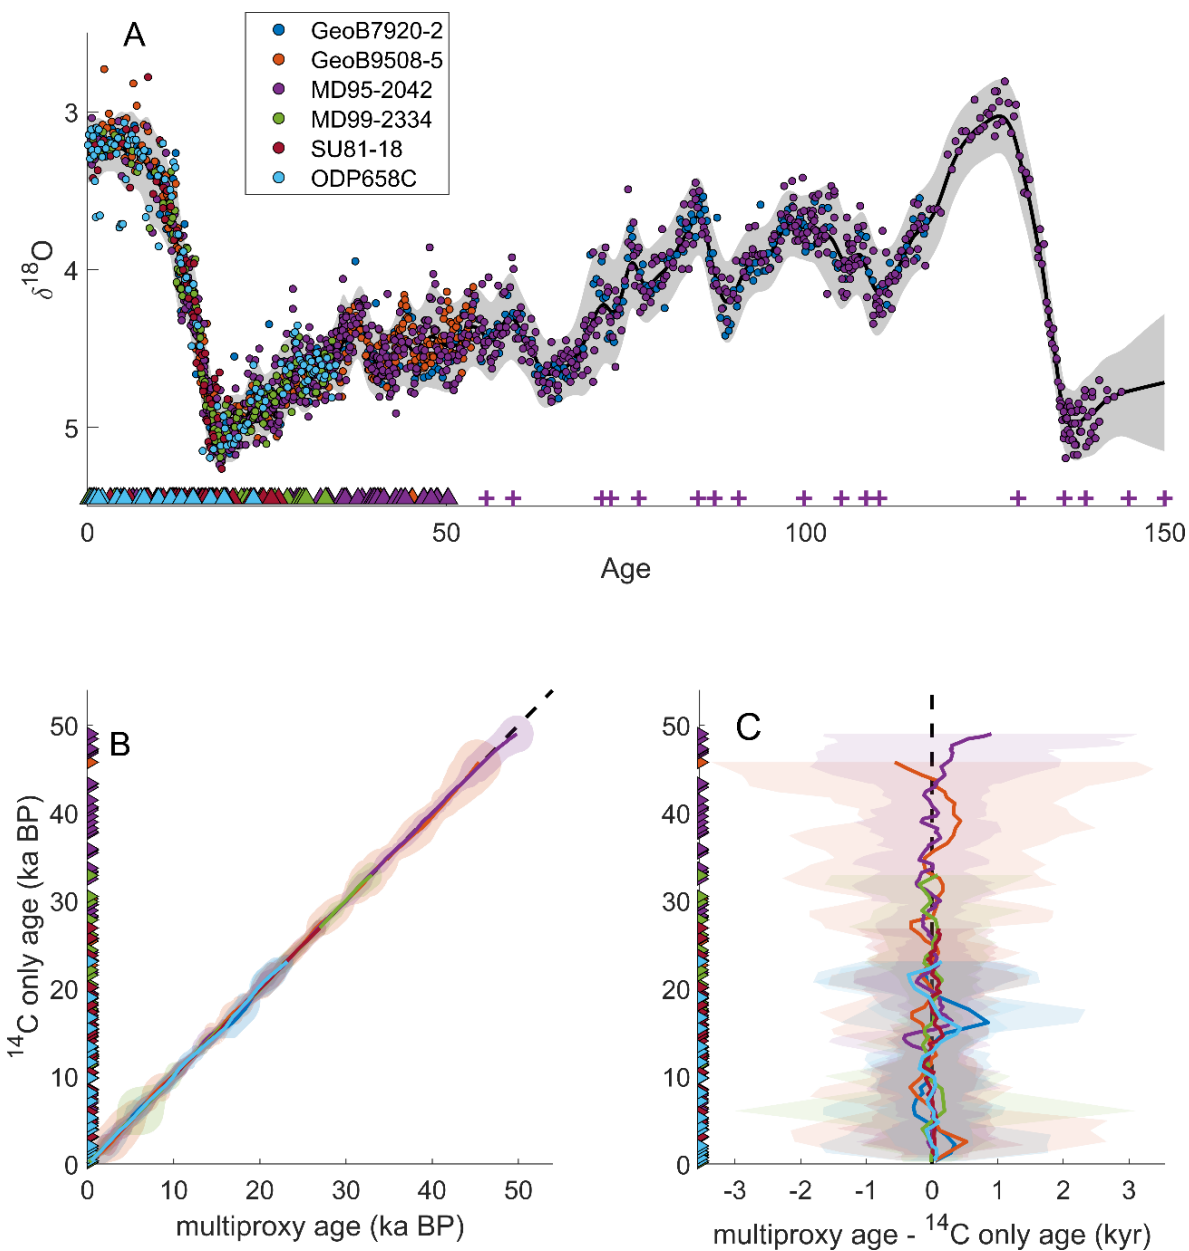 A
GeoB7920-2
GeoB9508-5
MD95-2042
MD99-2334
SU81-18
ODP658C
3
4
5
δ¹⁸O
0 50 100 150
Age
B
50
40
30
20
10
0
¹⁴C only age (ka BP)
0 10 20 30 40 50
multiproxy age (ka BP)
C
50
40
30
20
10
0
-3 -2 -1 0 1 2 3
multiproxy age - ¹⁴C only age (kyr)